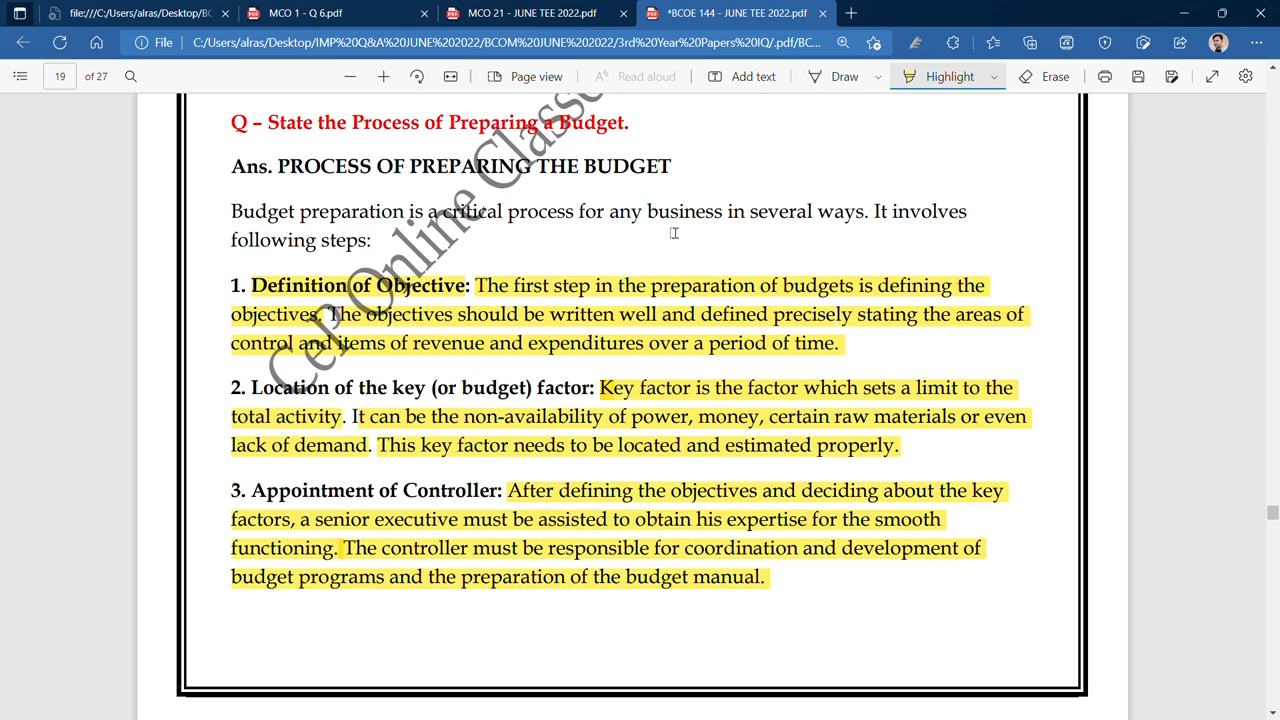 file:///C:/Users/alras/Desktop/BC
MCO 1 - Q 6.pdf
MCO 21 - JUNE TEE 2022.pdf
*BCOE 144 - JUNE TEE 2022.pdf
File
C:/Users/alras/Desktop/IMP%20Q&A%20JUNE%202022/BCOM%20JUNE%202022/3rd%20Year%20Papers%20IQ/.pdf/BC...
19 of 27
Page view
Read aloud
Add text
Draw
Highlight
Erase
Q – State the Process of Preparing a Budget.
Ans. PROCESS OF PREPARING THE BUDGET
Budget preparation is a critical process for any business in several ways. It involves
following steps:
1. Definition of Objective: The first step in the preparation of budgets is defining the
objectives. The objectives should be written well and defined precisely stating the areas of
control and items of revenue and expenditures over a period of time.
2. Location of the key (or budget) factor: Key factor is the factor which sets a limit to the
total activity. It can be the non-availability of power, money, certain raw materials or even
lack of demand. This key factor needs to be located and estimated properly.
3. Appointment of Controller: After defining the objectives and deciding about the key
factors, a senior executive must be assisted to obtain his expertise for the smooth
functioning. The controller must be responsible for coordination and development of
budget programs and the preparation of the budget manual.
CeP Online Classe